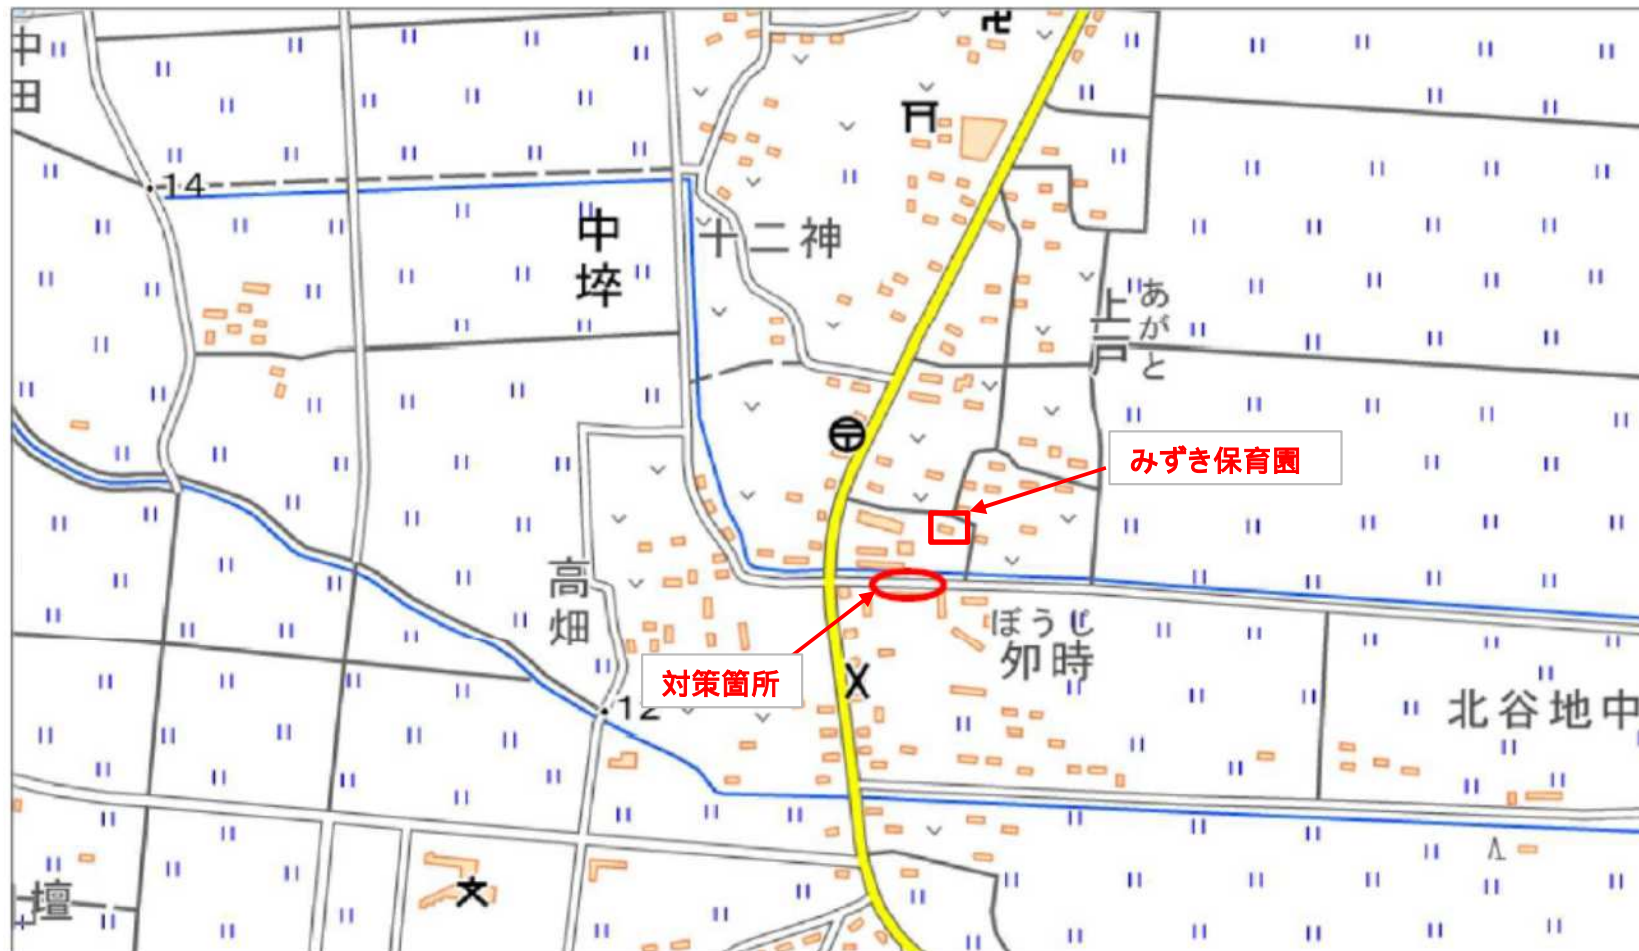 中田
14
中埣
十二神
上戸
あがと
みずき保育園
高畑
対策箇所
12
ぼうじ
夘時
北谷地中
壇